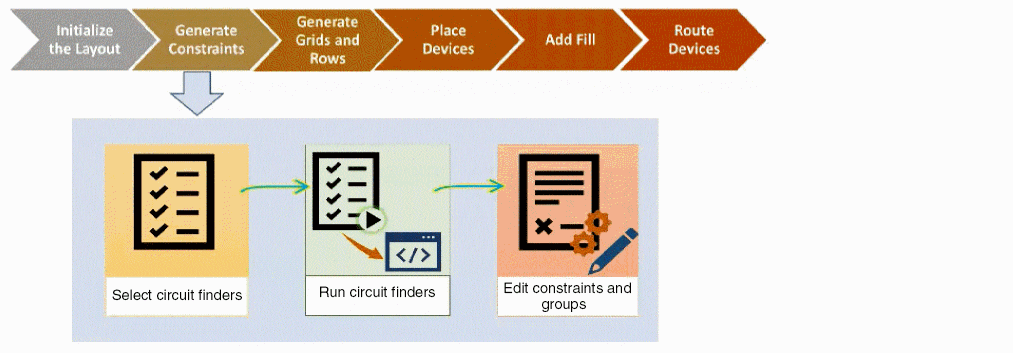 Initialize
the Layout
Generate
Constraints
Generate
Grids and
Rows
Place
Devices
Add Fill
Route
Devices
</>
Select circuit finders
Run circuit finders
Edit constraints and
groups